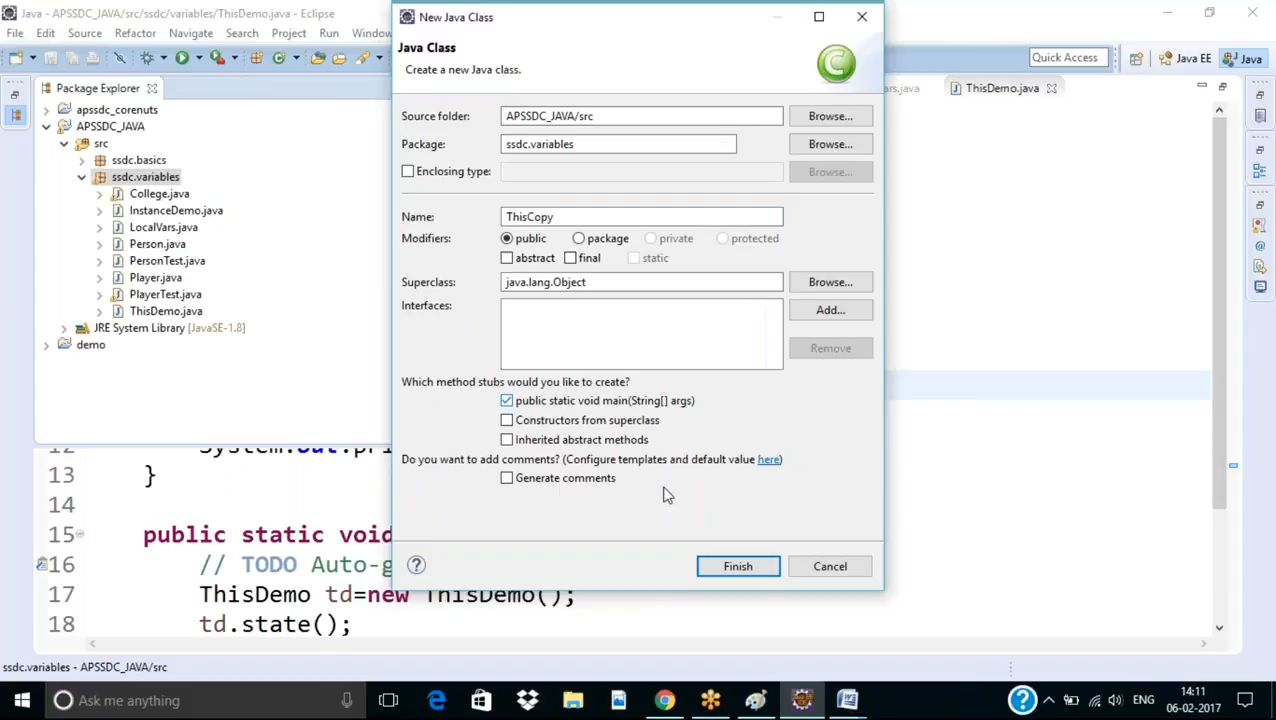 Java - APSSDC_JAVA/src/ssdc/variables/ThisDemo.java - Eclipse
File Edit Source Refactor Navigate Search Project Run Window
Quick Access Java EE Java
Package Explorer
apssdc_corenuts
APSSDC_JAVA
src
ssdc.basics
ssdc.variables
College.java
InstanceDemo.java
LocalVars.java
Person.java
PersonTest.java
Player.java
PlayerTest.java
ThisDemo.java
JRE System Library [JavaSE-1.8]
demo
ars.java ThisDemo.java
New Java Class
Java Class
Create a new Java class.
Source folder: APSSDC_JAVA/src Browse...
Package: ssdc.variables Browse...
Enclosing type: Browse...
Name: ThisCopy
Modifiers: public package private protected
abstract final static
Superclass: java.lang.Object Browse...
Interfaces: Add...
Remove
Which method stubs would you like to create?
public static void main(String[] args)
Constructors from superclass
Inherited abstract methods
Do you want to add comments? (Configure templates and default value here)
Generate comments
? Finish Cancel
12 System.out.pri
13 }
14
15 public static void
16 // TODO Auto-g
17 ThisDemo td=new ThisDemo();
18 td.state();
ssdc.variables - APSSDC_JAVA/src
Ask me anything
ENG
14:11
06-02-2017